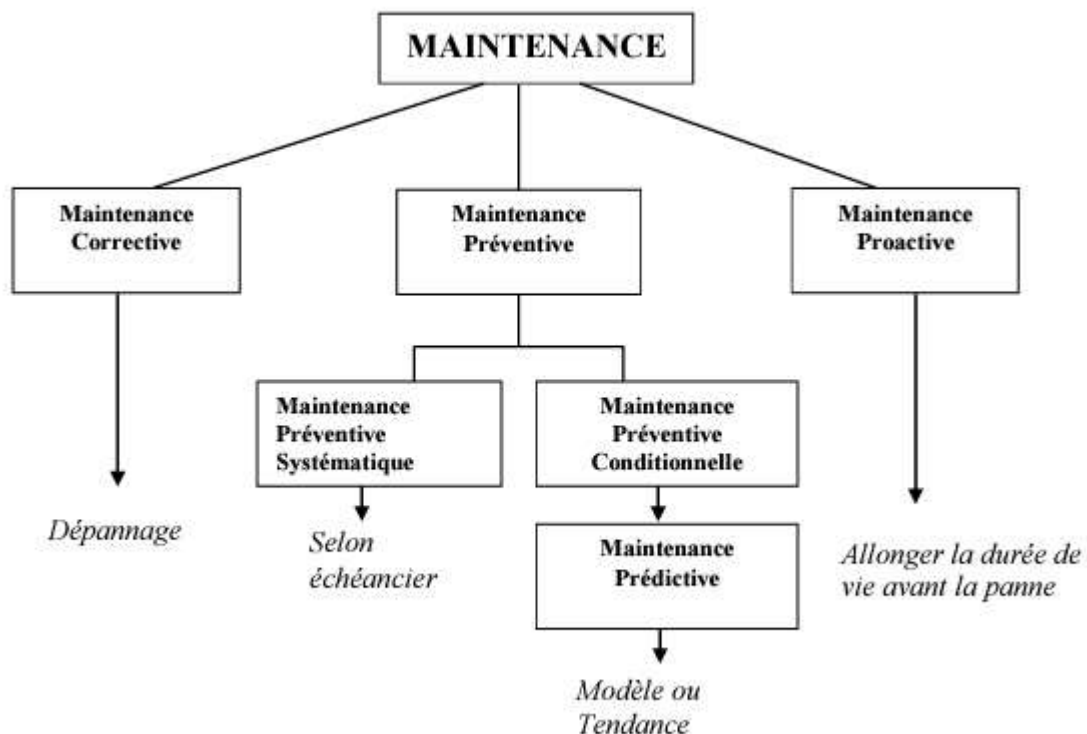 MAINTENANCE
Maintenance
Corrective
Maintenance
Préventive
Maintenance
Proactive
Maintenance
Préventive
Systématique
Maintenance
Préventive
Conditionnelle
Dépannage
Selon
échéancier
Maintenance
Prédictive
Allonger la durée de
vie avant la panne
Modèle ou
Tendance